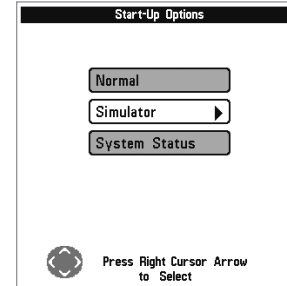 Start-Up Options
Normal
Simulator
System Status
Press Right Cursor Arrow
to Select